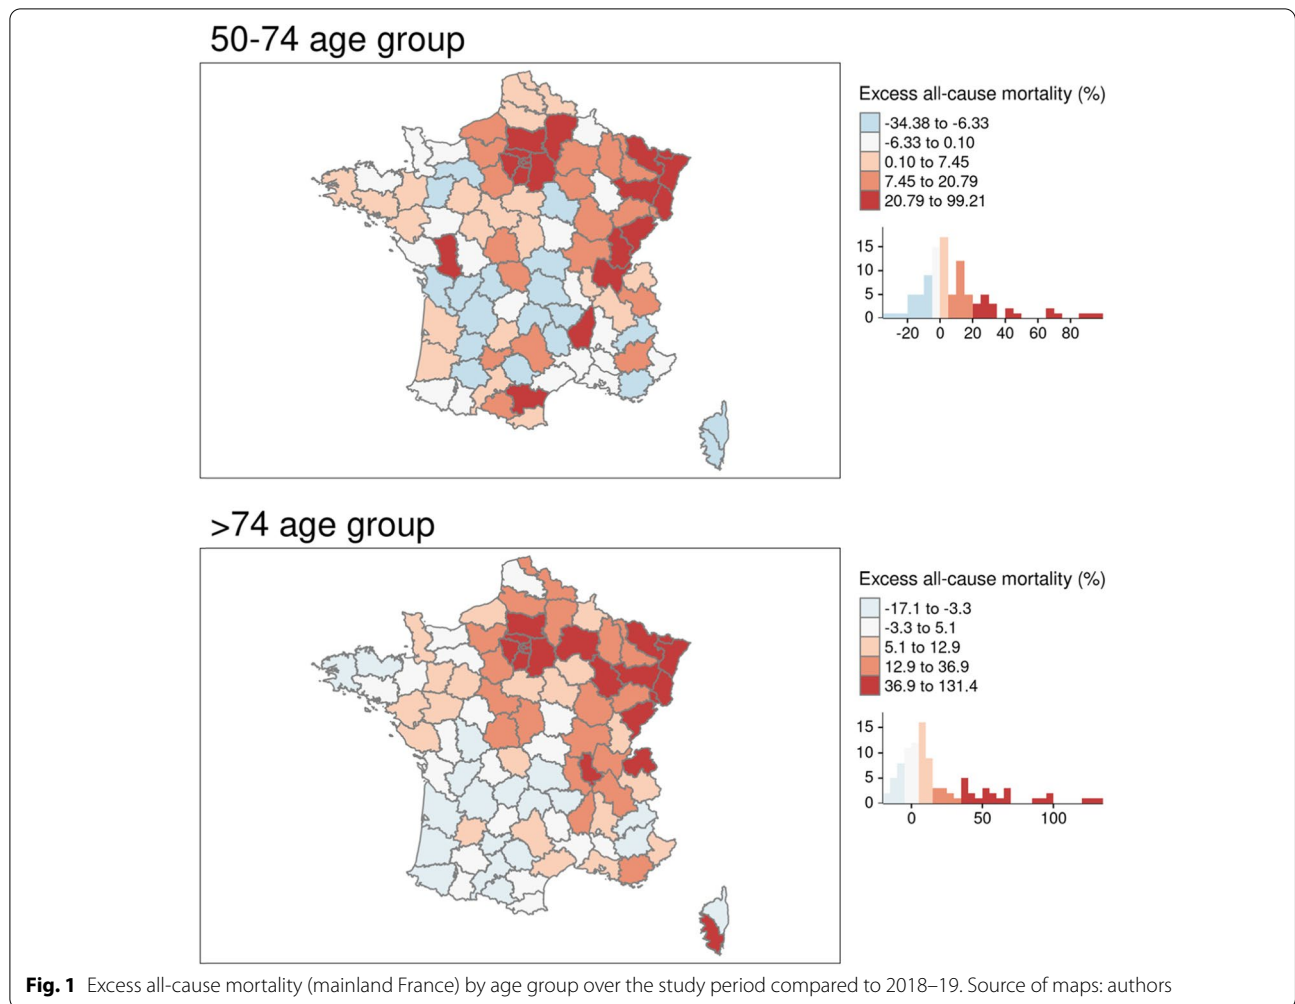 50-74 age group
Excess all-cause mortality (%)
-34.38 to -6.33
-6.33 to 0.10
0.10 to 7.45
7.45 to 20.79
20.79 to 99.21
15
10
5
0
-20 0 20 40 60 80
>74 age group
Excess all-cause mortality (%)
-17.1 to -3.3
-3.3 to 5.1
5.1 to 12.9
12.9 to 36.9
36.9 to 131.4
15
10
5
0
0 50 100
Fig. 1 Excess all-cause mortality (mainland France) by age group over the study period compared to 2018–19. Source of maps: authors